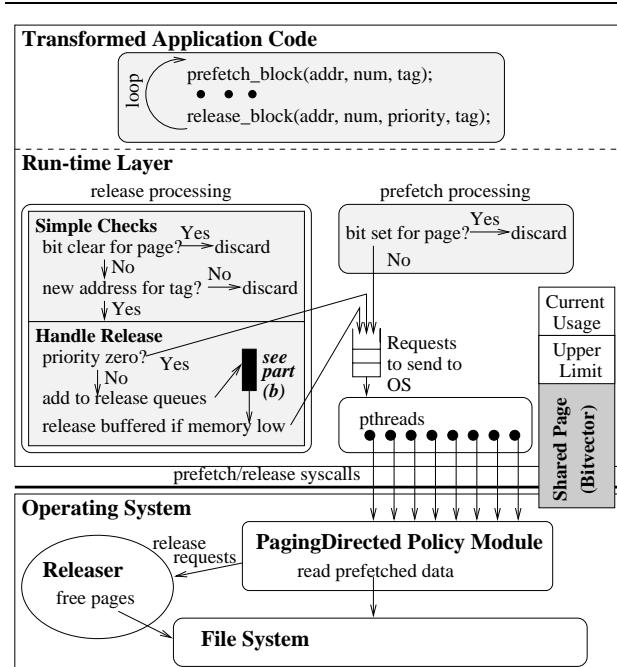 Transformed Application Code
loop
prefetch_block(addr, num, tag);
release_block(addr, num, priority, tag);
Run-time Layer
release processing
prefetch processing
Simple Checks
Yes
bit clear for page? discard
No
No
new address for tag? discard
Yes
Handle Release
priority zero?
Yes
No
see
part
(b)
add to release queues
release buffered if memory low
Yes
bit set for page? discard
No
Requests
to send to
OS
pthreads
Current
Usage
Upper
Limit
Shared Page
(Bitvector)
prefetch/release syscalls
Operating System
release
requests
PagingDirected Policy Module
read prefetched data
Releaser
free pages
File System